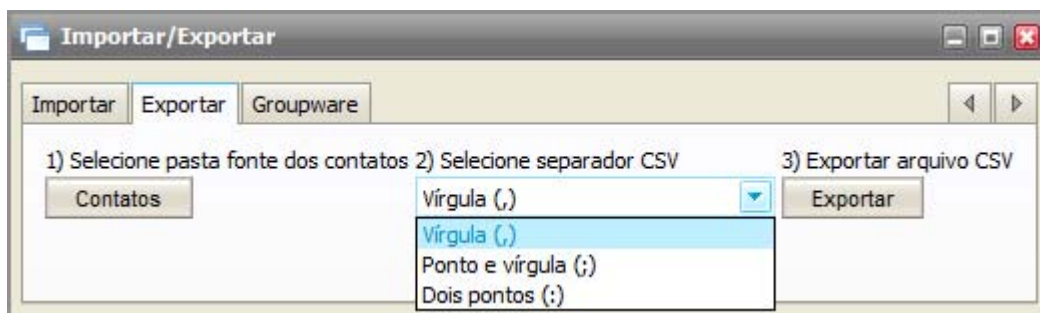 Importar/Exportar
Importar Exportar Groupware
1) Selecione pasta fonte dos contatos 2) Selecione separador CSV 3) Exportar arquivo CSV
Contatos Vírgula (,) Exportar
Vírgula (,)
Ponto e vírgula (;)
Dois pontos (:)